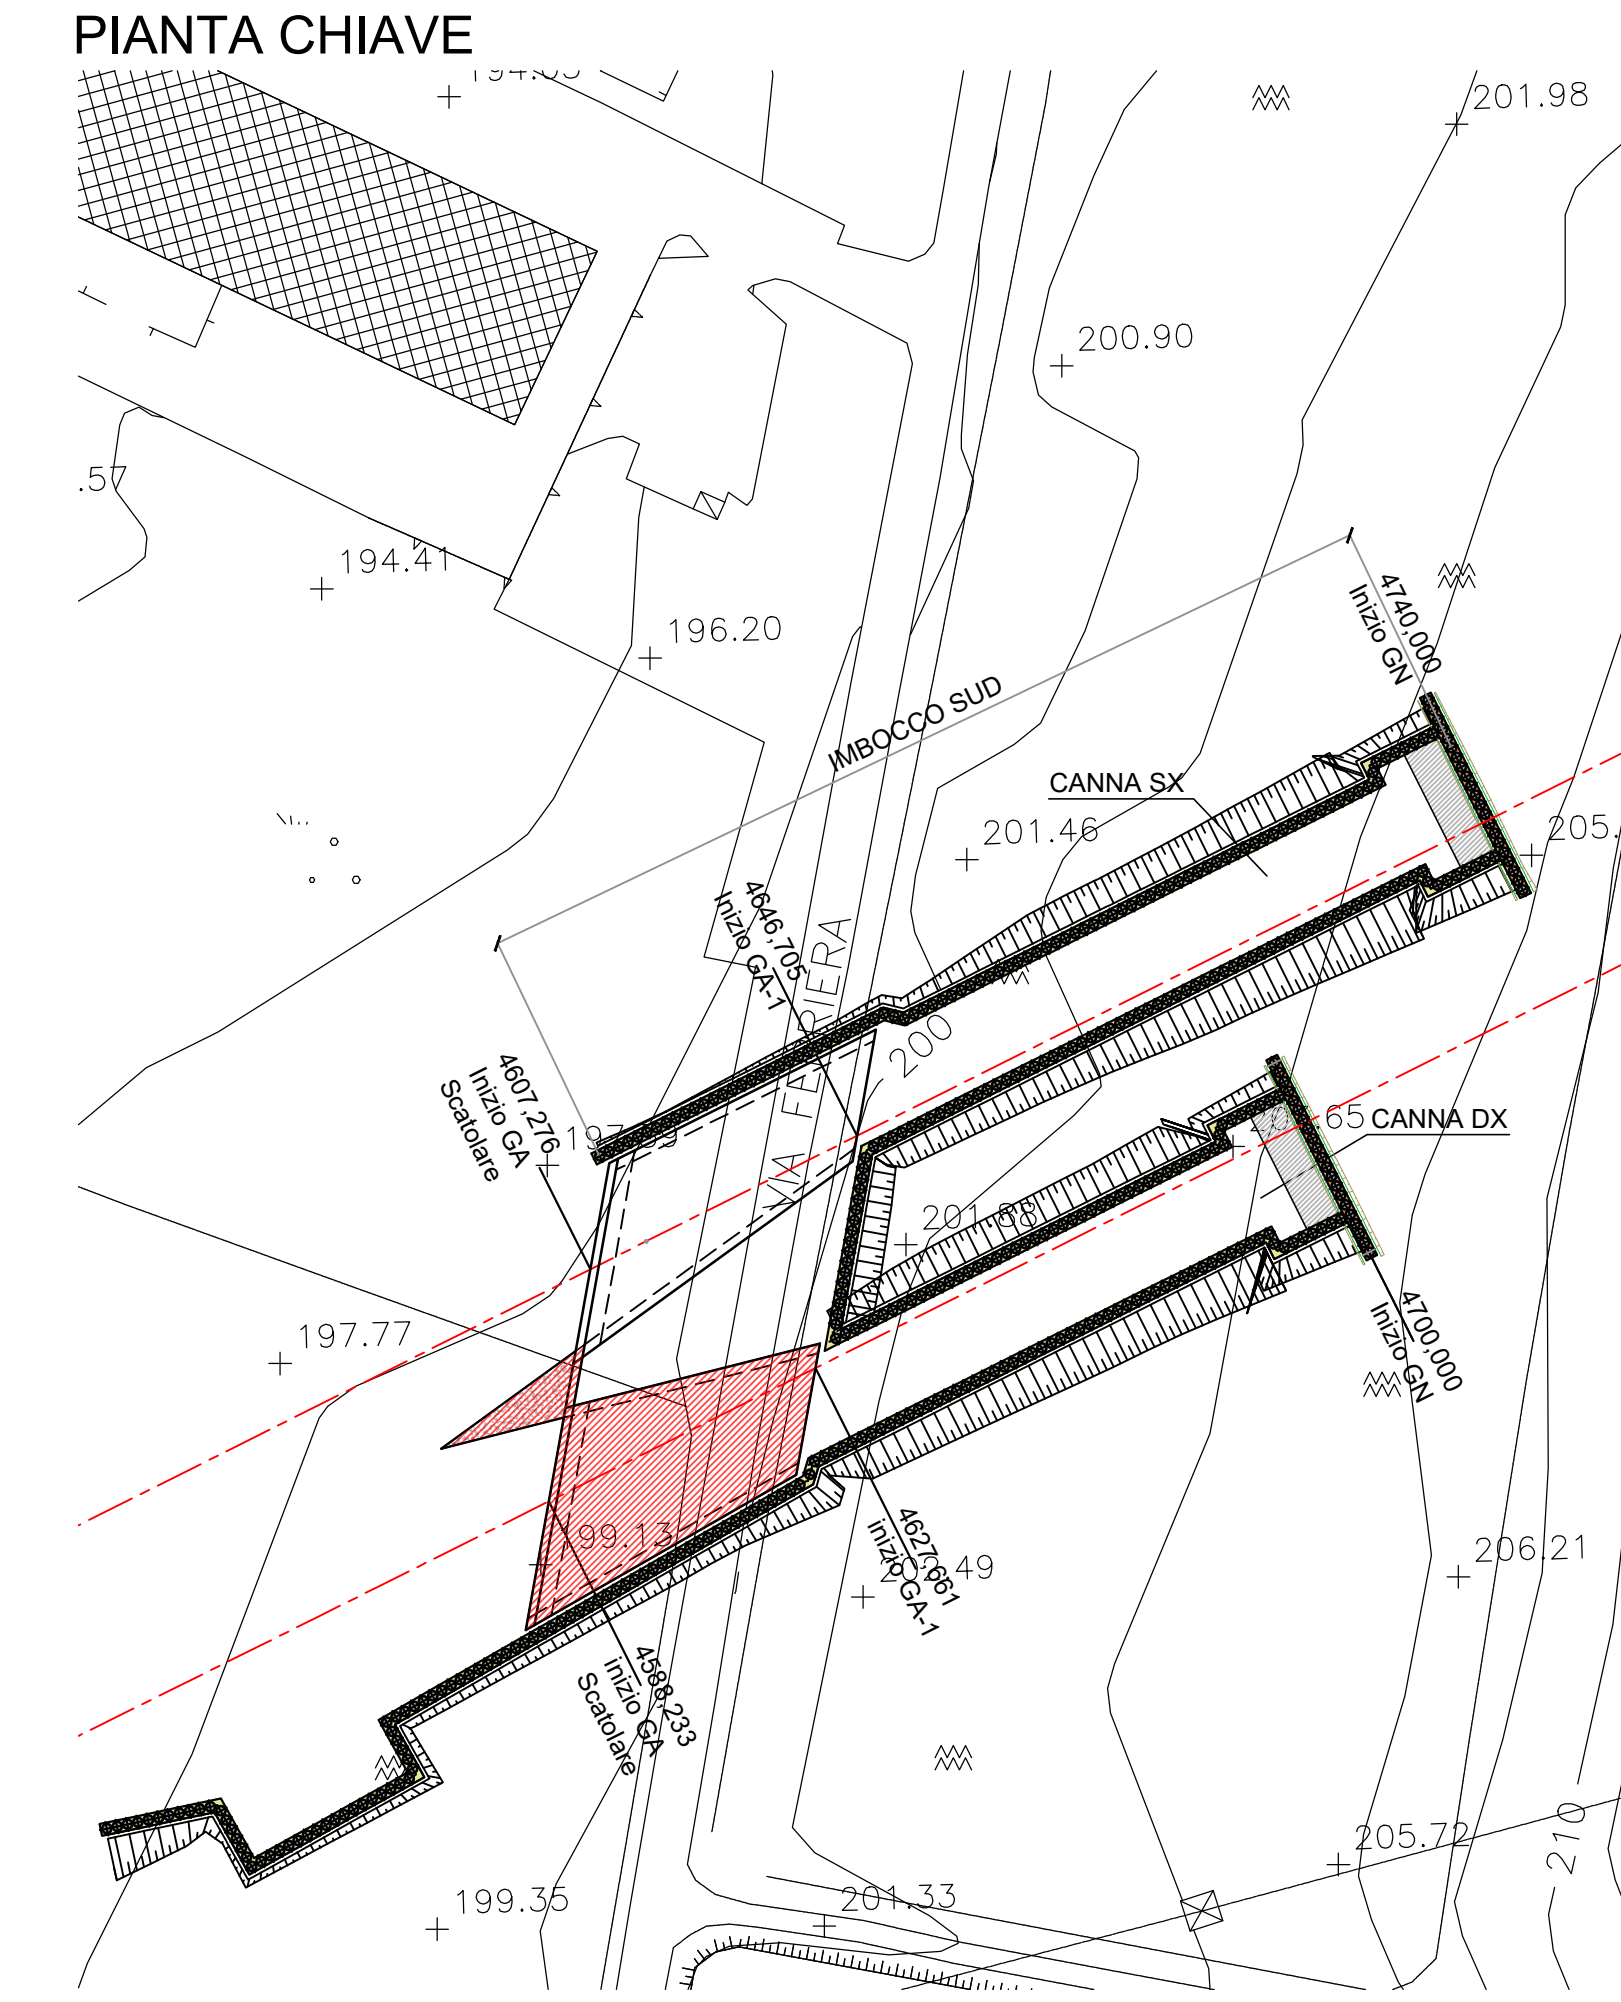 PIANTA CHIAVE
201.98
200.90
.57
194.41
196.20
4740,000
Inizio GN
IMBOCCO SUD
CANNA SX
201.46
205.
4646,705
Inizio GA-1
VIA FERRIERA
200
4607,276
Inizio GA
Scatolare
65
CANNA DX
201.88
197.77
4700,000
Inizio GN
199.13
4627,661
inizio GA-1
206.21
4588,233
inizio GA
Scatolare
205.72
210
199.35
201.33